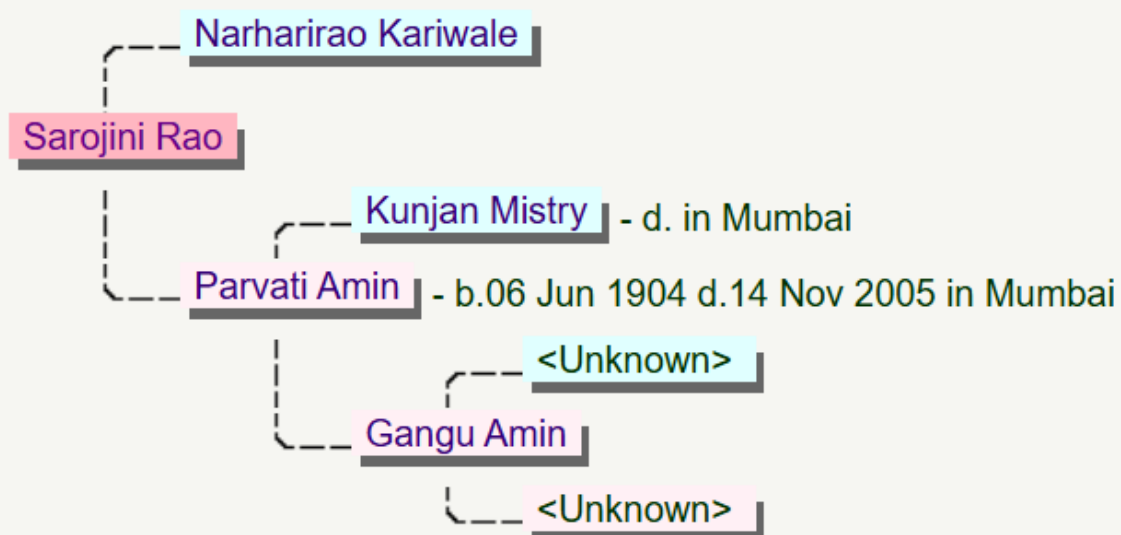 Narharirao Kariwale
Sarojini Rao
Kunjan Mistry - d. in Mumbai
Parvati Amin - b.06 Jun 1904 d.14 Nov 2005 in Mumbai
<Unknown>
Gangu Amin
<Unknown>